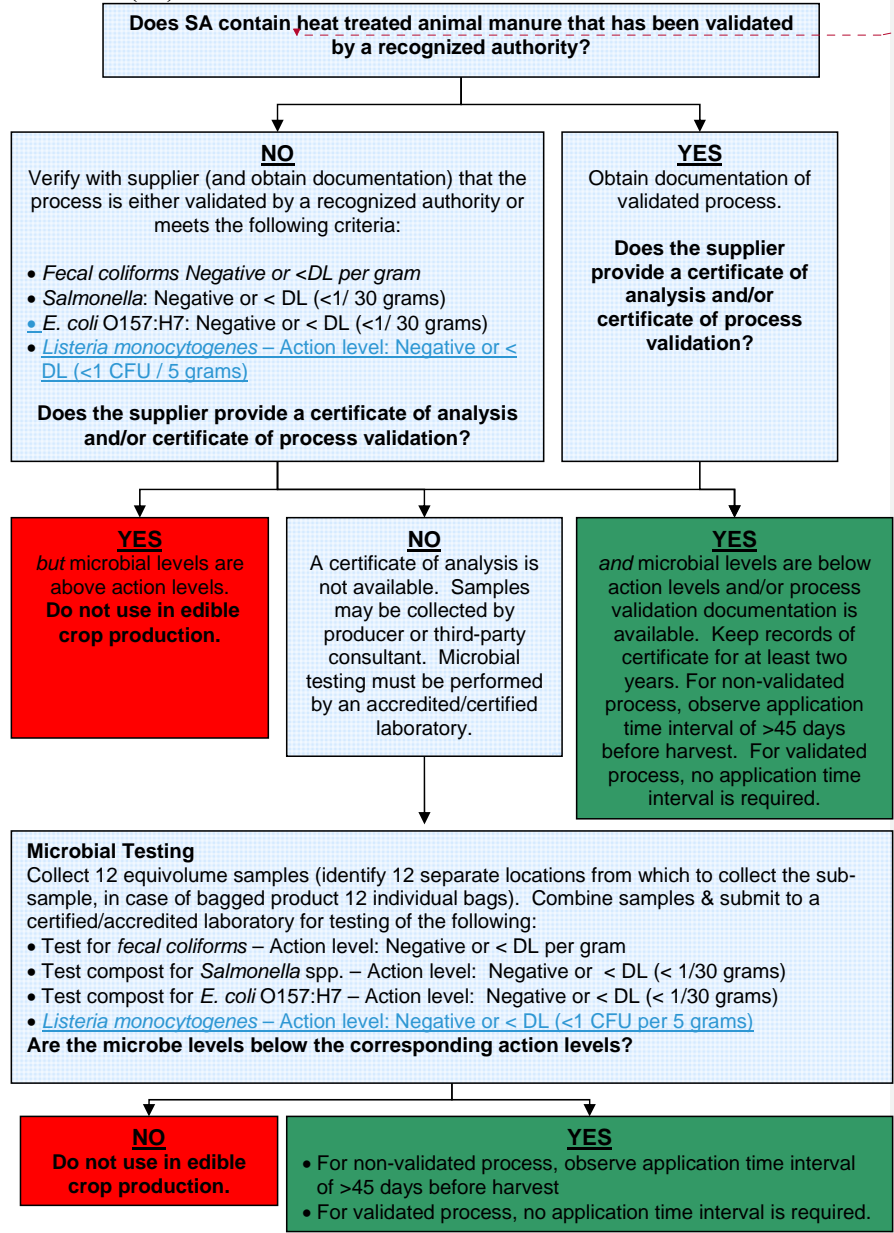 Does SA contain heat treated animal manure that has been validated
by a recognized authority?
NO
Verify with supplier (and obtain documentation) that the
process is either validated by a recognized authority or
meets the following criteria:
• Fecal coliforms Negative or <DL per gram
• Salmonella: Negative or < DL (<1/ 30 grams)
• E. coli O157:H7: Negative or < DL (<1/ 30 grams)
• Listeria monocytogenes – Action level: Negative or <
DL (<1 CFU / 5 grams)
Does the supplier provide a certificate of analysis
and/or certificate of process validation?
YES
Obtain documentation of
validated process.
Does the supplier
provide a certificate of
analysis and/or
certificate of process
validation?
YES
but microbial levels are
above action levels.
Do not use in edible
crop production.
NO
A certificate of analysis is
not available. Samples
may be collected by
producer or third-party
consultant. Microbial
testing must be performed
by an accredited/certified
laboratory.
YES
and microbial levels are below
action levels and/or process
validation documentation is
available. Keep records of
certificate for at least two
years. For non-validated
process, observe application
time interval of >45 days
before harvest. For validated
process, no application time
interval is required.
Microbial Testing
Collect 12 equivolume samples (identify 12 separate locations from which to collect the sub-
sample, in case of bagged product 12 individual bags). Combine samples & submit to a
certified/accredited laboratory for testing of the following:
• Test for fecal coliforms – Action level: Negative or < DL per gram
• Test compost for Salmonella spp. – Action level: Negative or < DL (< 1/30 grams)
• Test compost for E. coli O157:H7 – Action level: Negative or < DL (< 1/30 grams)
• Listeria monocytogenes – Action level: Negative or < DL (<1 CFU per 5 grams)
Are the microbe levels below the corresponding action levels?
NO
Do not use in edible
crop production.
YES
• For non-validated process, observe application time interval
of >45 days before harvest
• For validated process, no application time interval is required.